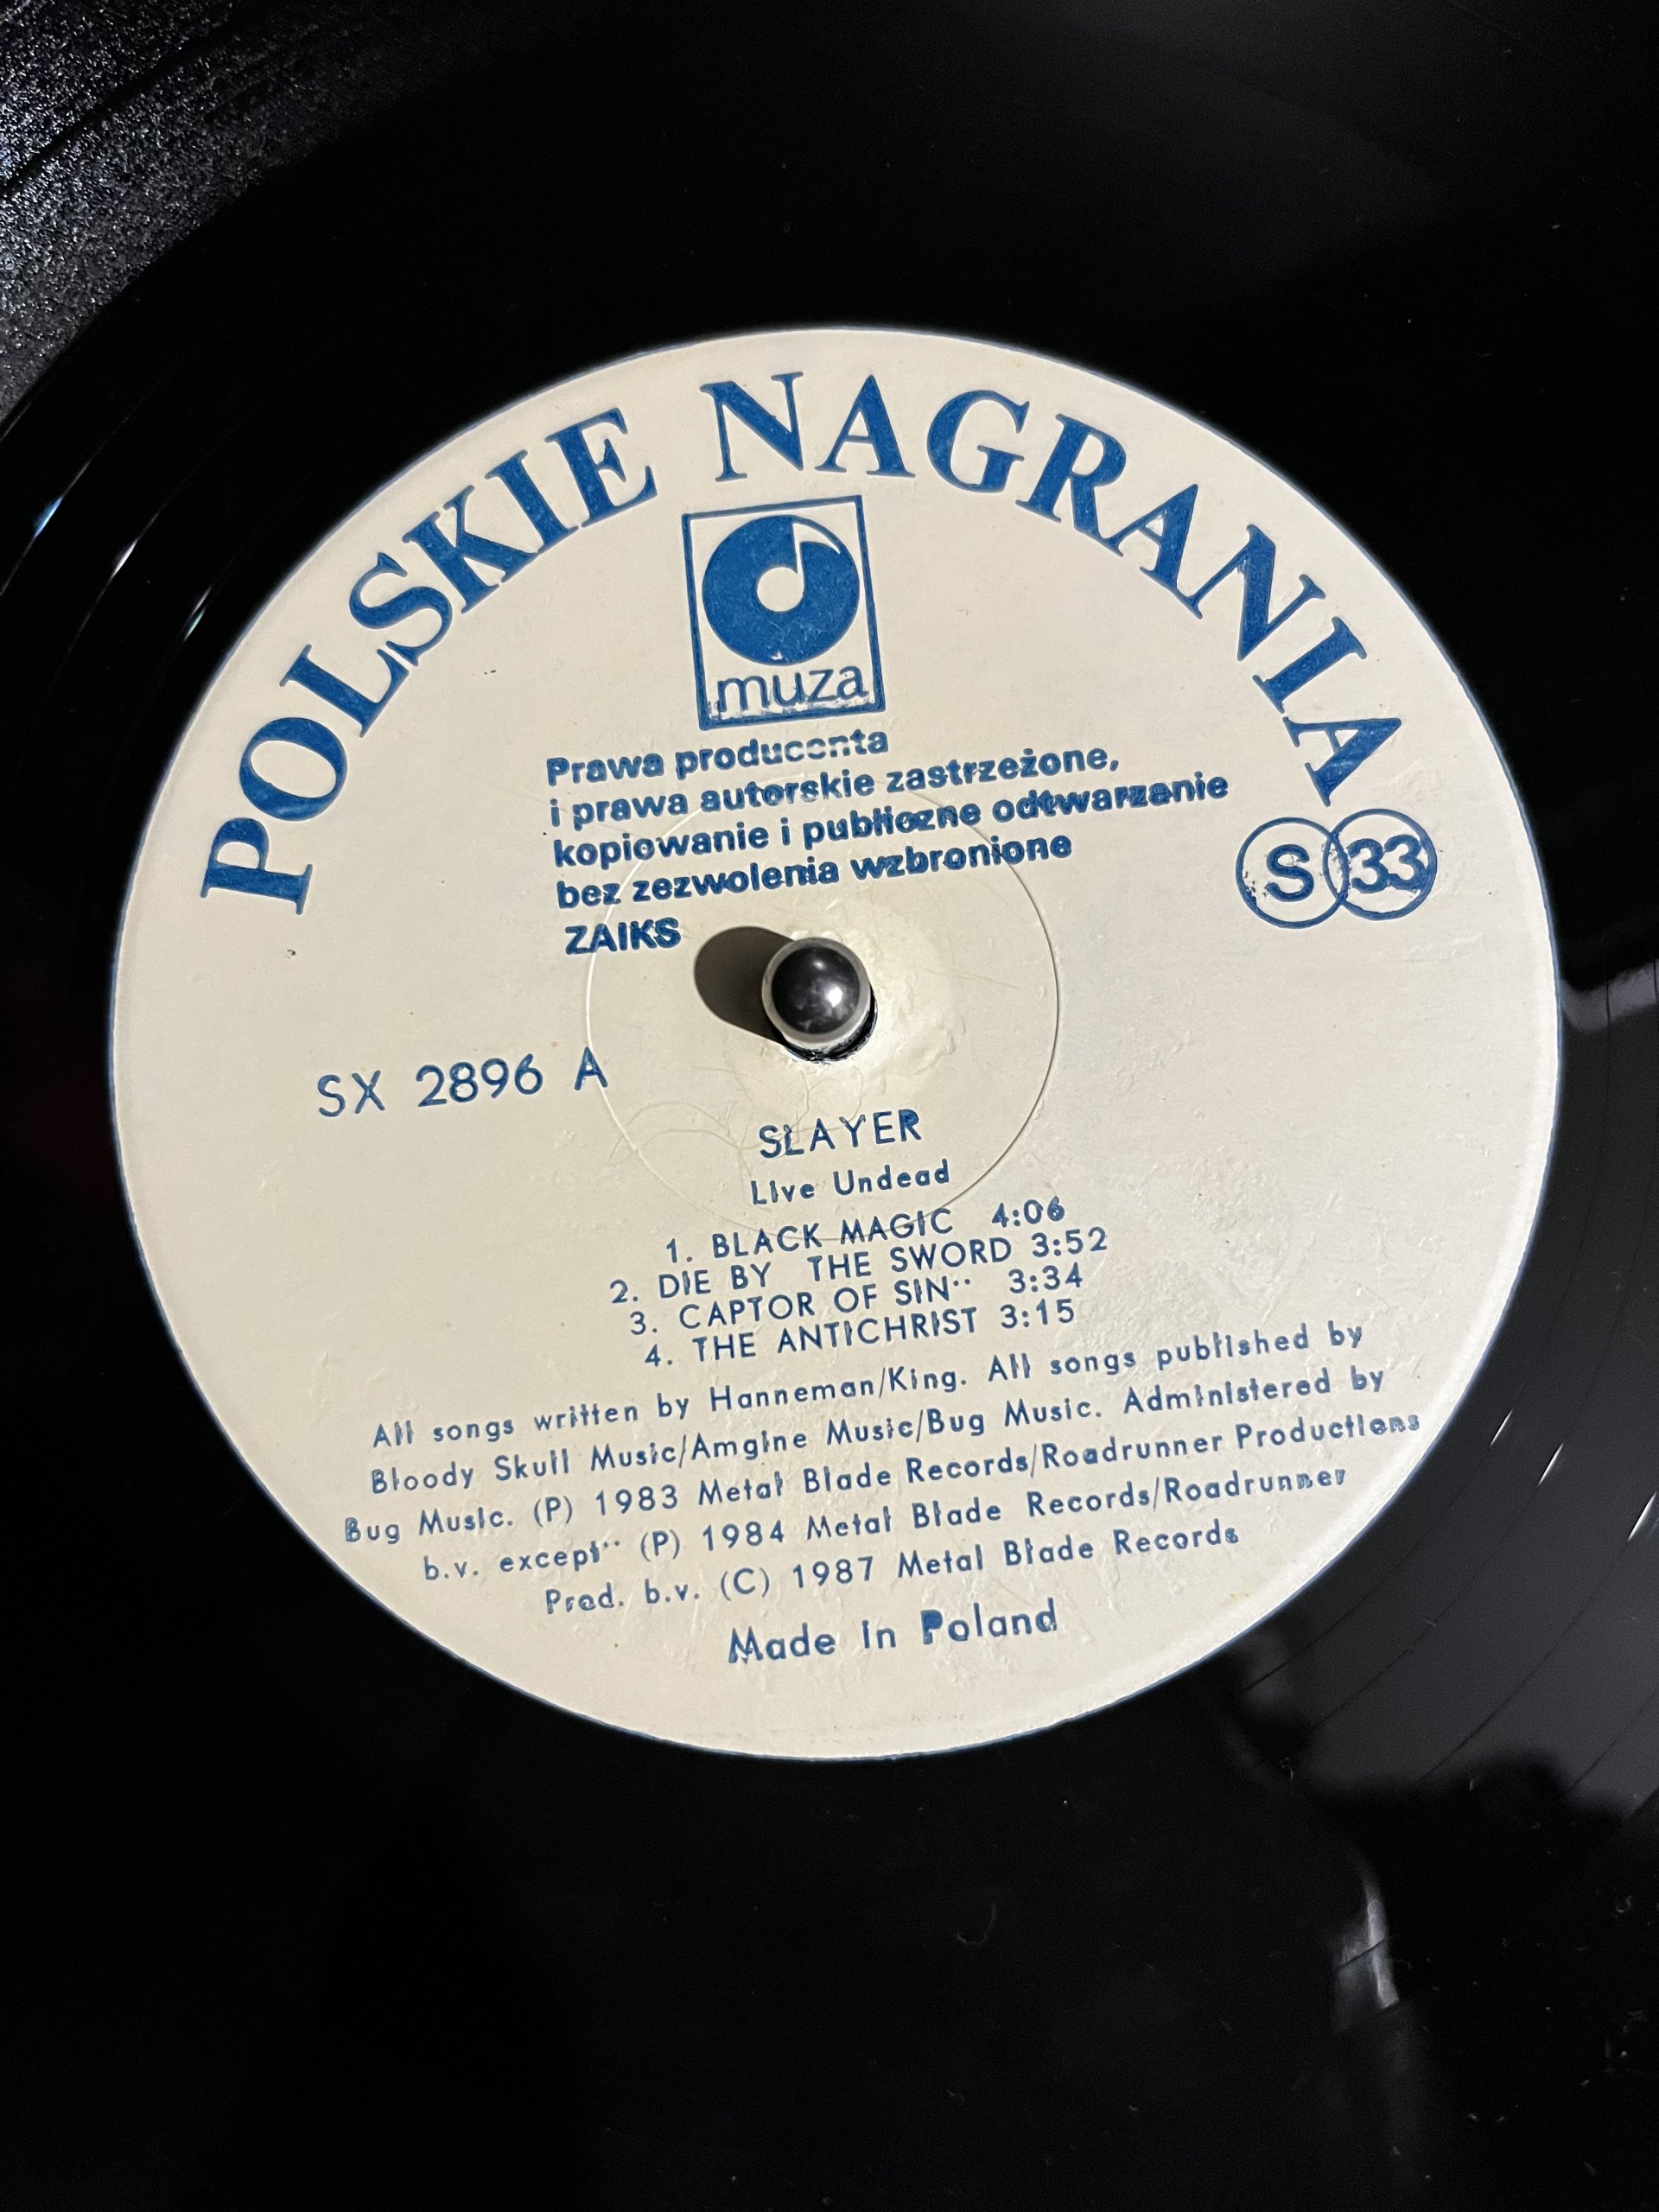 POLSKIE NAGRANIA
muza
Prawa producenta
i prawa autorskie zastrzeżone,
kopiowanie i publiczne odtwarzanie
bez zezwolenia wzbronione
ZAIKS
S 33
SX 2896 A
SLAYER
Live Undead
1. BLACK MAGIC 4:06
2. DIE BY THE SWORD 3:52
3. CAPTOR OF SIN·· 3:34
4. THE ANTICHRIST 3:15
All songs written by Hanneman/King. All songs published by
Bloody Skull Music/Amgine Music/Bug Music. Administered by
Bug Music. (P) 1983 Metal Blade Records/Roadrunner Productions
b.v. except·· (P) 1984 Metal Blade Records/Roadrunner
Prod. b.v. (C) 1987 Metal Blade Records
Made in Poland